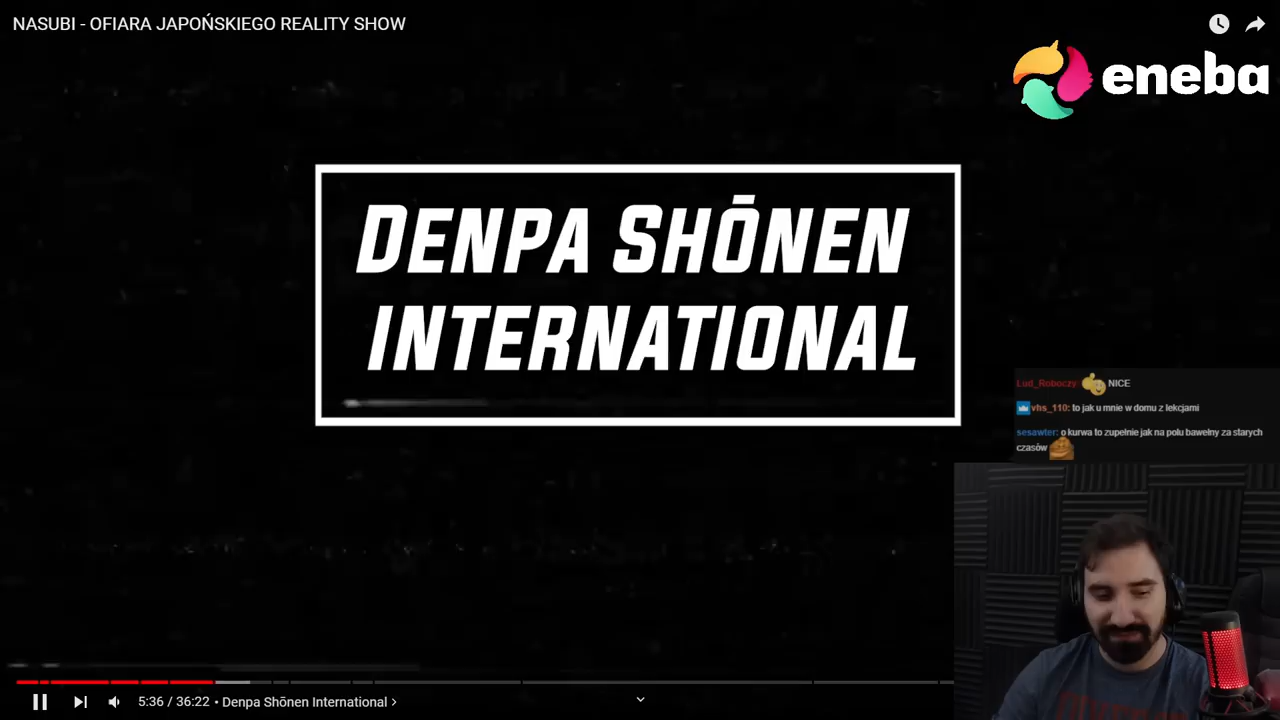 NASUBI - OFIARA JAPOŃSKIEGO REALITY SHOW
eneba
DENPA SHŌNEN
INTERNATIONAL
Lud_Roboczy: NICE
vhs_110: to jak u mnie w domu z lekcjami
sesawter: o kurwa to zupełnie jak na polu bawełny za starych
czasów
5:36 / 36:22 • Denpa Shōnen International